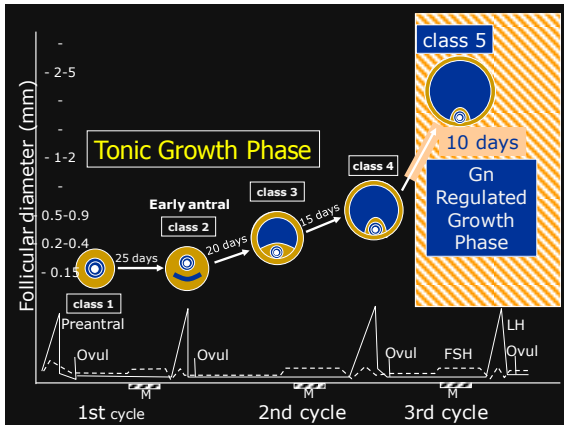 Follicular diameter (mm)
-
- 2-5
-
-
- 1-2
-
0.5-0.9
0.2-0.4
- 0.15
Tonic Growth Phase
class 1
Preantral
25 days
Early antral
class 2
20 days
class 3
15 days
class 4
class 5
10 days
Gn
Regulated
Growth
Phase
Ovul
Ovul
Ovul
FSH
LH
Ovul
M
M
M
1st cycle
2nd cycle
3rd cycle